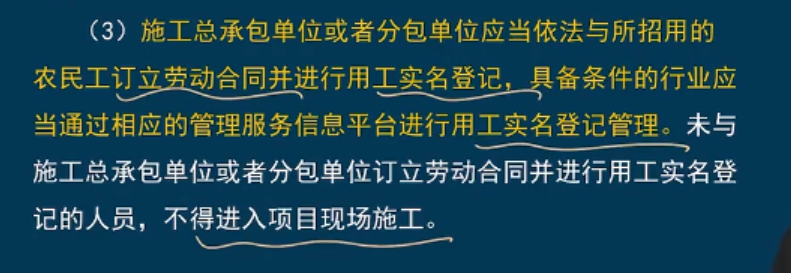 （3）施工总承包单位或者分包单位应当依法与所招用的
农民工订立劳动合同并进行用工实名登记，具备条件的行业应
当通过相应的管理服务信息平台进行用工实名登记管理。未与
施工总承包单位或者分包单位订立劳动合同并进行用工实名登
记的人员，不得进入项目现场施工。